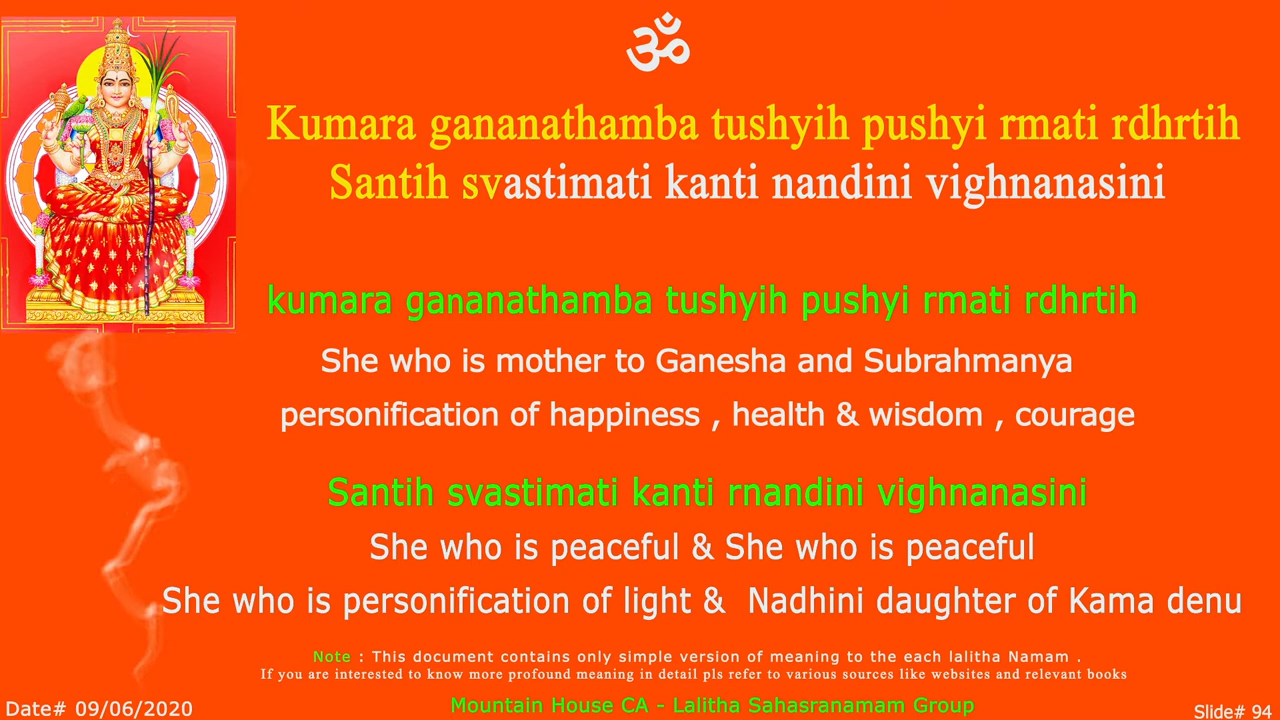 ॐ
Kumara gananathamba tushyih pushyi rmati rdhrtih
Santih svastimati kanti nandini vighnanasini
kumara gananathamba tushyih pushyi rmati rdhrtih
She who is mother to Ganesha and Subrahmanya
personification of happiness , health & wisdom , courage
Santih svastimati kanti rnandini vighnanasini
She who is peaceful & She who is peaceful
She who is personification of light & Nadhini daughter of Kama denu
Note : This document contains only simple version of meaning to the each lalitha Namam .
If you are interested to know more profound meaning in detail pls refer to various sources like websites and relevant books
Date# 09/06/2020
Mountain House CA - Lalitha Sahasranamam Group
Slide# 94